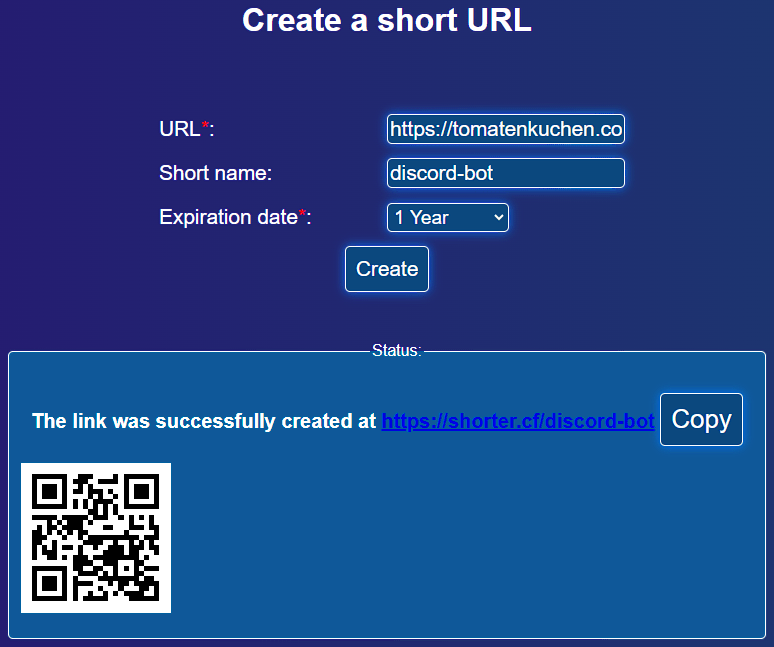 Create a short URL
URL*: https://tomatenkuchen.co
Short name: discord-bot
Expiration date*: 1 Year
Create
Status:
The link was successfully created at https://shorter.cf/discord-bot Copy